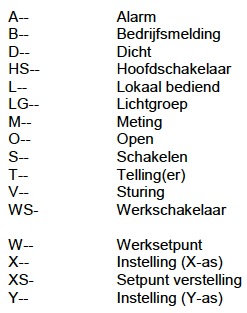 A-- Alarm
B-- Bedrijfsmelding
D-- Dicht
HS-- Hoofdschakelaar
L-- Lokaal bediend
LG-- Lichtgroep
M-- Meting
O-- Open
S-- Schakelen
T-- Telling(er)
V-- Sturing
WS- Werkschakelaar
W-- Werksetpunt
X-- Instelling (X-as)
XS- Setpunt verstelling
Y-- Instelling (Y-as)